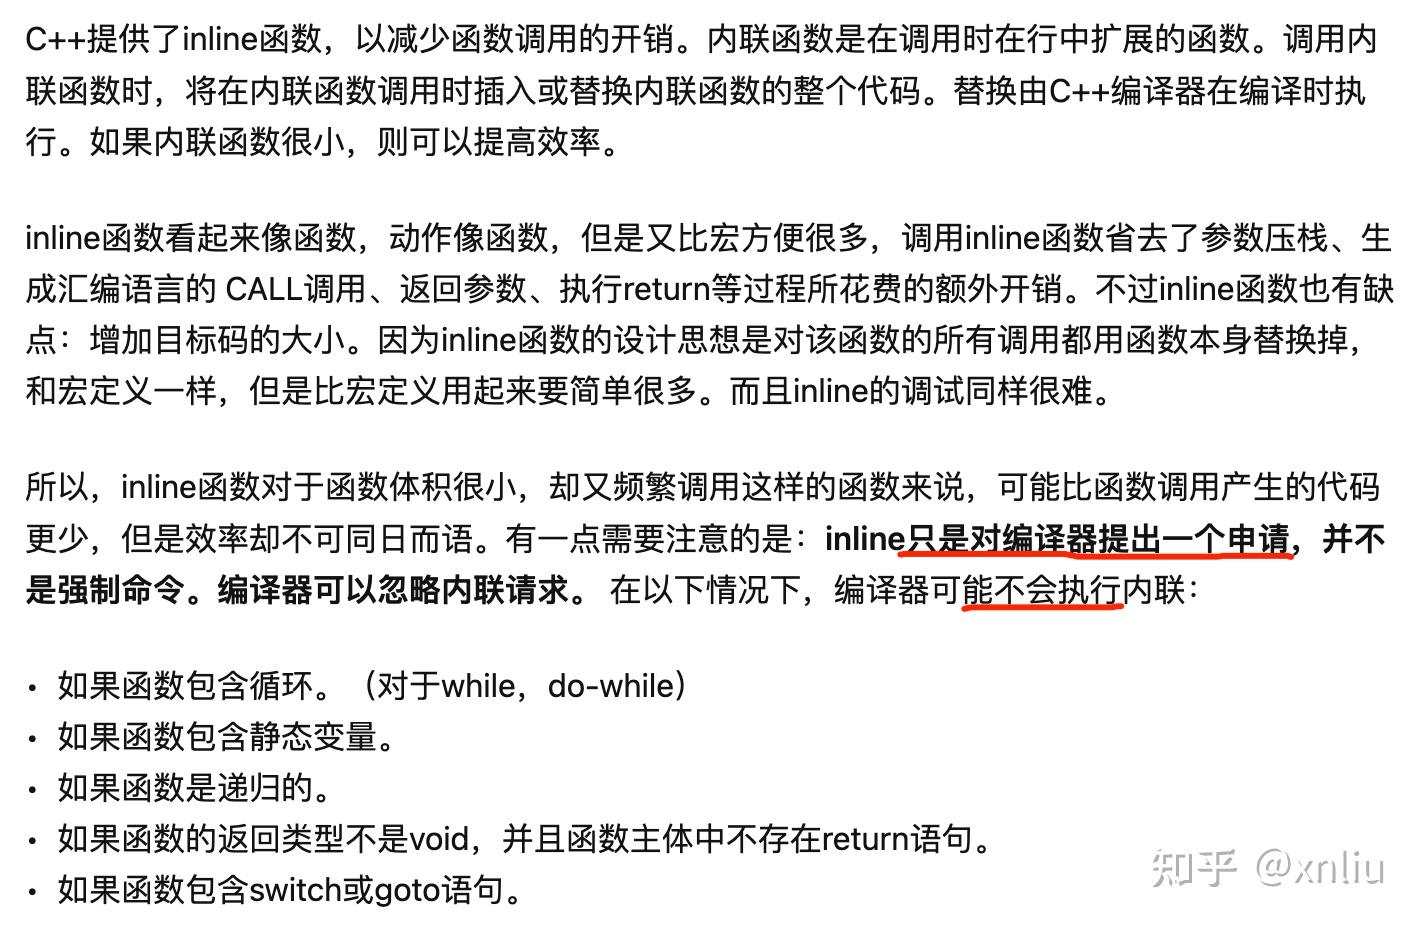 C++提供了inline函数，以减少函数调用的开销。内联函数是在调用时在行中扩展的函数。调用内
联函数时，将在内联函数调用时插入或替换内联函数的整个代码。替换由C++编译器在编译时执
行。如果内联函数很小，则可以提高效率。
inline函数看起来像函数，动作像函数，但是又比宏方便很多，调用inline函数省去了参数压栈、生
成汇编语言的 CALL调用、返回参数、执行return等过程所花费的额外开销。不过inline函数也有缺
点：增加目标码的大小。因为inline函数的设计思想是对该函数的所有调用都用函数本身替换掉，
和宏定义一样，但是比宏定义用起来要简单很多。而且inline的调试同样很难。
所以，inline函数对于函数体积很小，却又频繁调用这样的函数来说，可能比函数调用产生的代码
更少，但是效率却不可同日而语。有一点需要注意的是：inline只是对编译器提出一个申请，并不
是强制命令。编译器可以忽略内联请求。 在以下情况下，编译器可能不会执行内联：
• 如果函数包含循环。（对于while，do-while）
• 如果函数包含静态变量。
• 如果函数是递归的。
• 如果函数的返回类型不是void，并且函数主体中不存在return语句。
• 如果函数包含switch或goto语句。
知乎 @xnliu